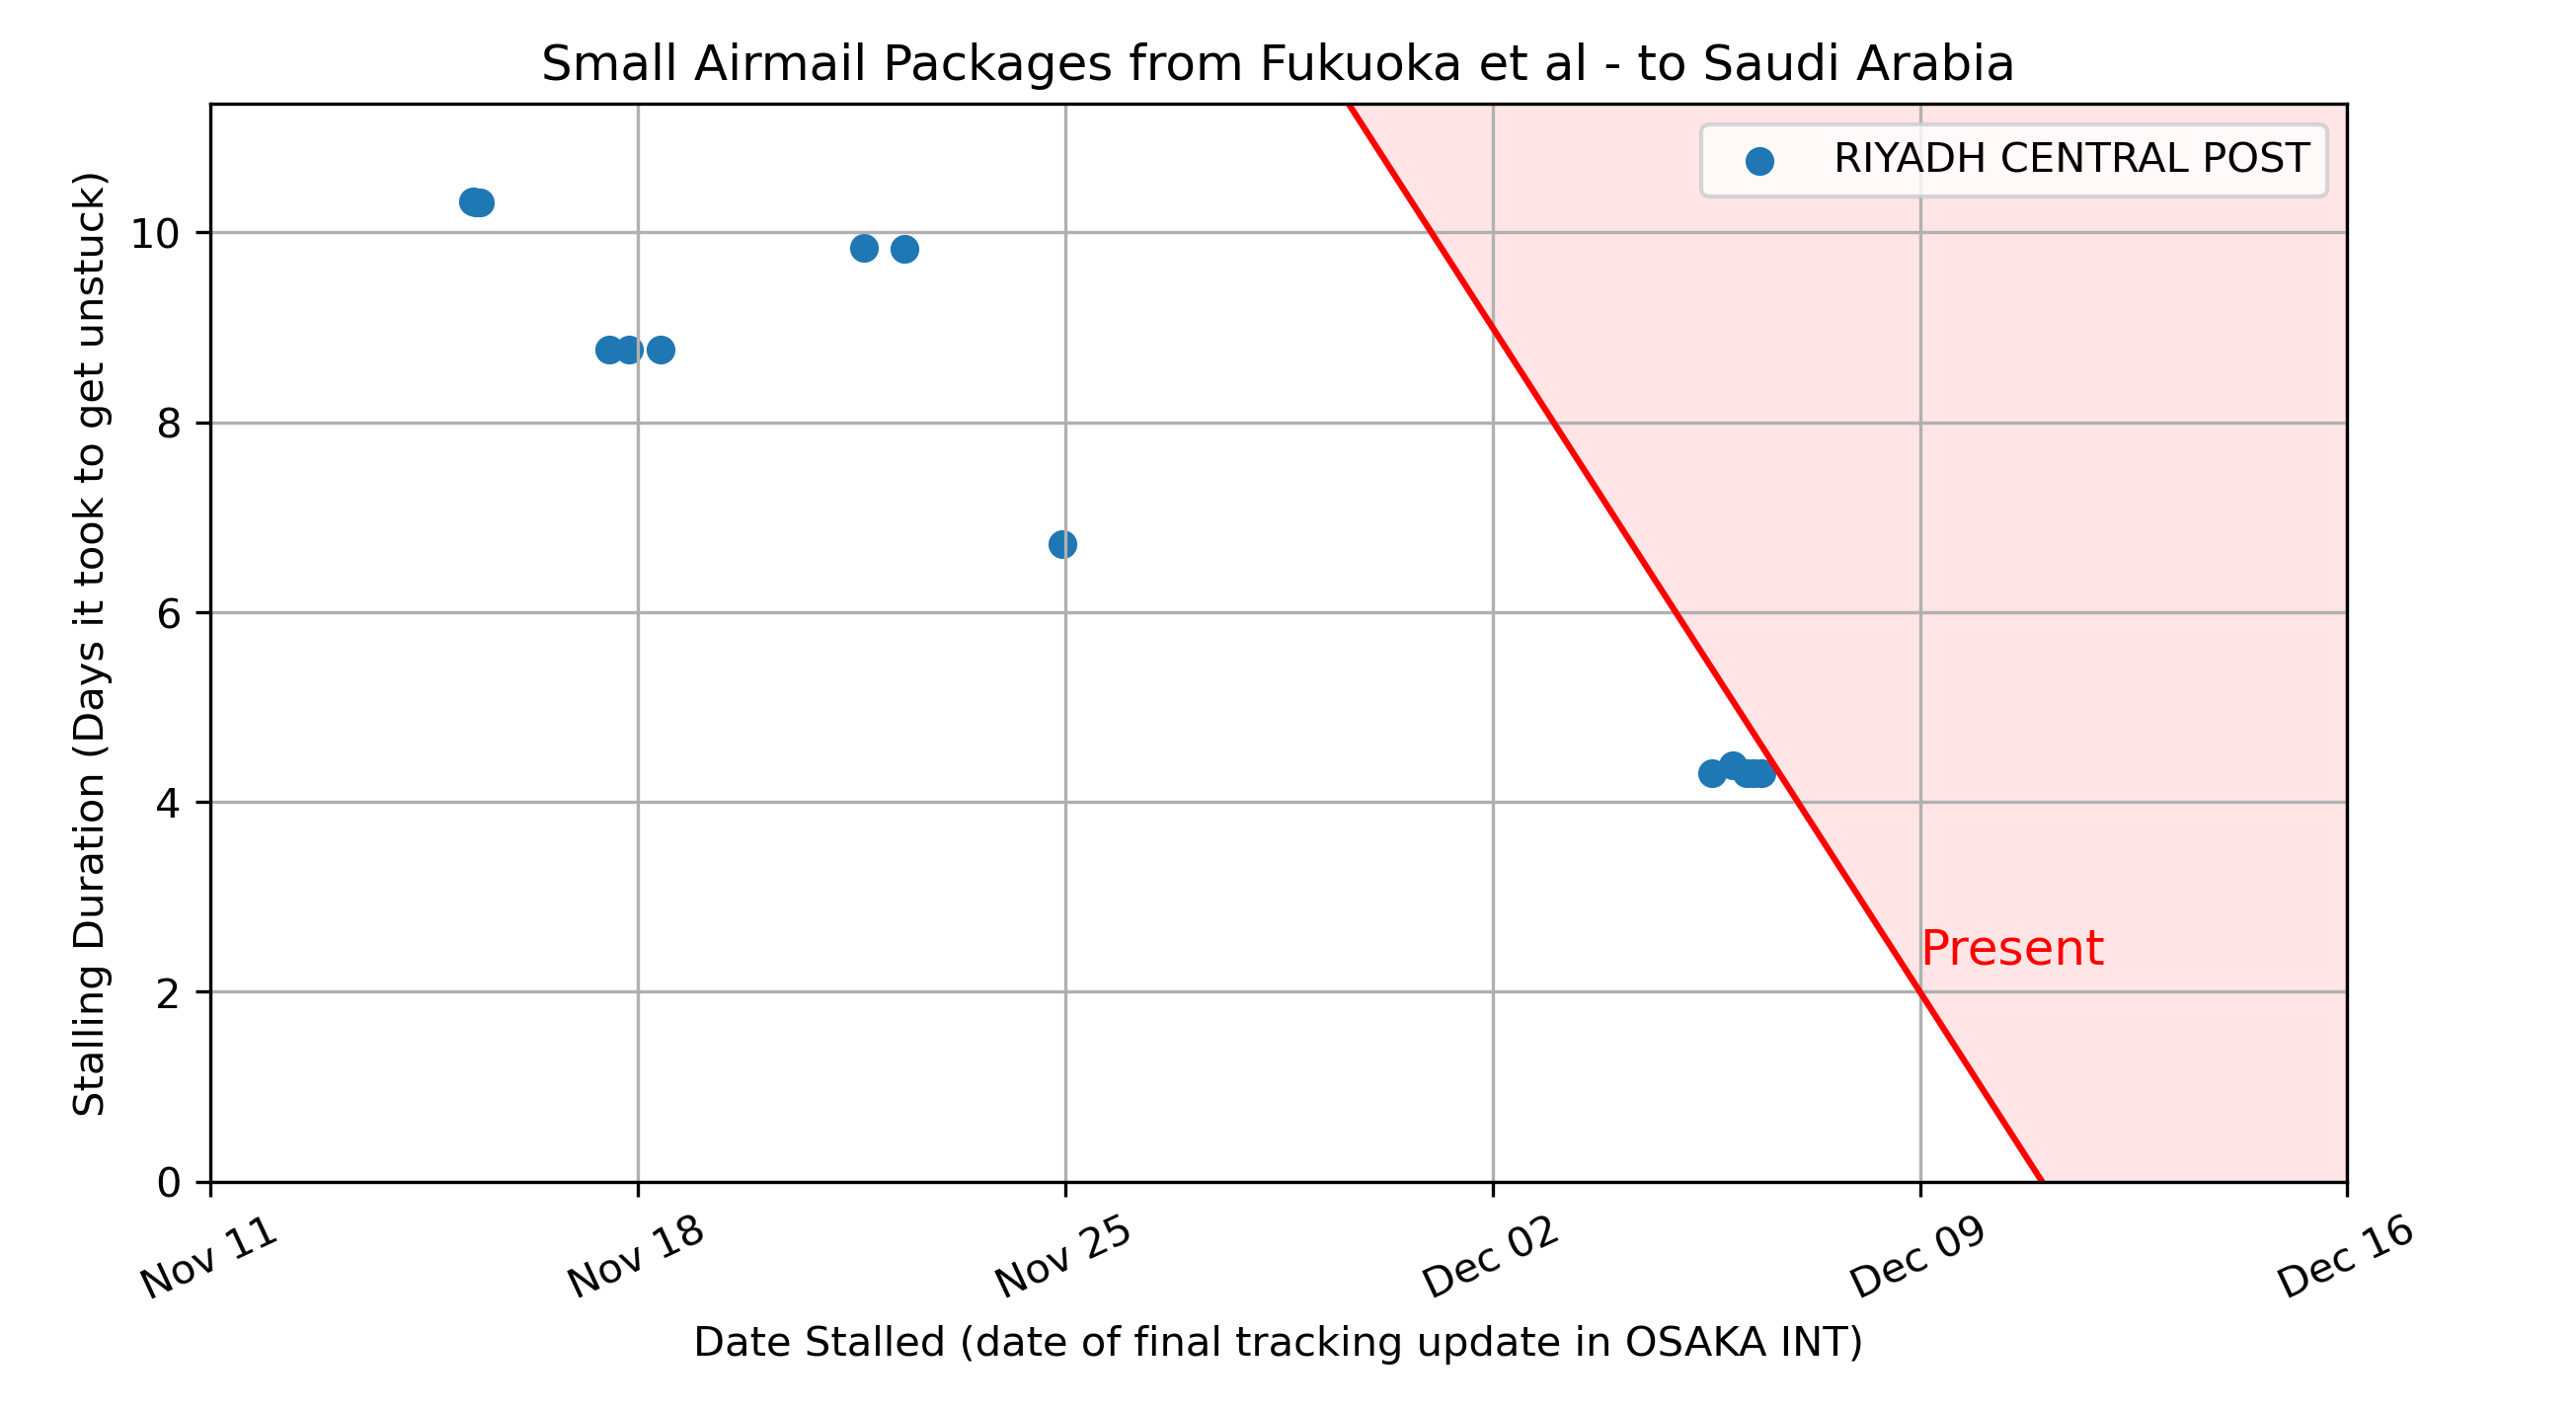 Small Airmail Packages from Fukuoka et al - to Saudi Arabia
RIYADH CENTRAL POST
Stalling Duration (Days it took to get unstuck)
10
8
6
4
2
0
Present
Nov 11
Nov 18
Nov 25
Dec 02
Dec 09
Dec 16
Date Stalled (date of final tracking update in OSAKA INT)